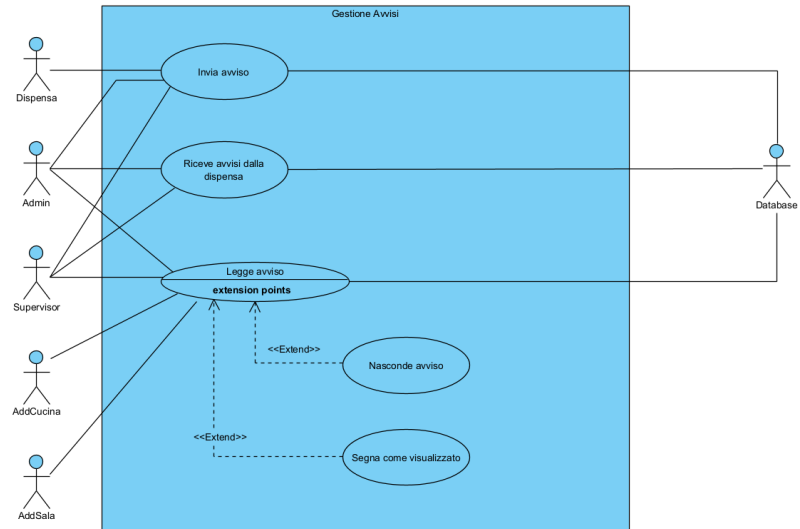 Gestione Avvisi
Invia avviso
Dispensa
Riceve avvisi dalla
dispensa
Admin
Database
Legge avviso
extension points
Supervisor
<<Extend>>
Nasconde avviso
AddCucina
<<Extend>>
Segna come visualizzato
AddSala